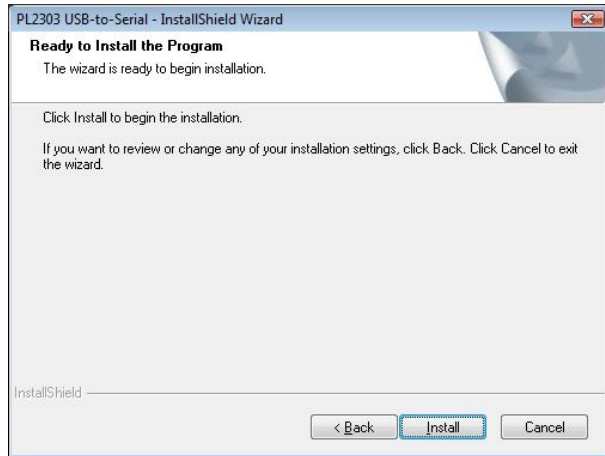 PL2303 USB-to-Serial - InstallShield Wizard
Ready to Install the Program
The wizard is ready to begin installation.
Click Install to begin the installation.
If you want to review or change any of your installation settings, click Back. Click Cancel to exit
the wizard.
InstallShield
< Back Install Cancel